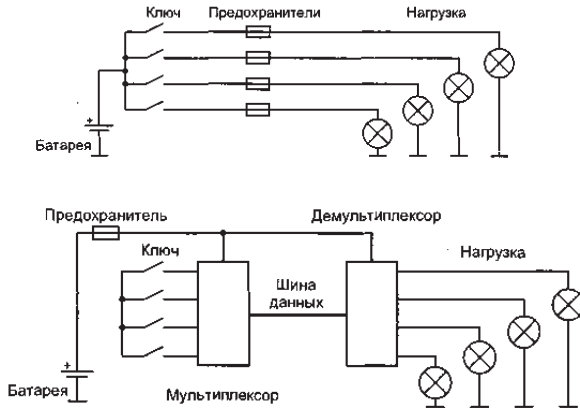 Ключ Предохранители Нагрузка
+
Батарея
Предохранитель Демультиплексор
Ключ Нагрузка
Шина
данных
+
Батарея
Мультиплексор